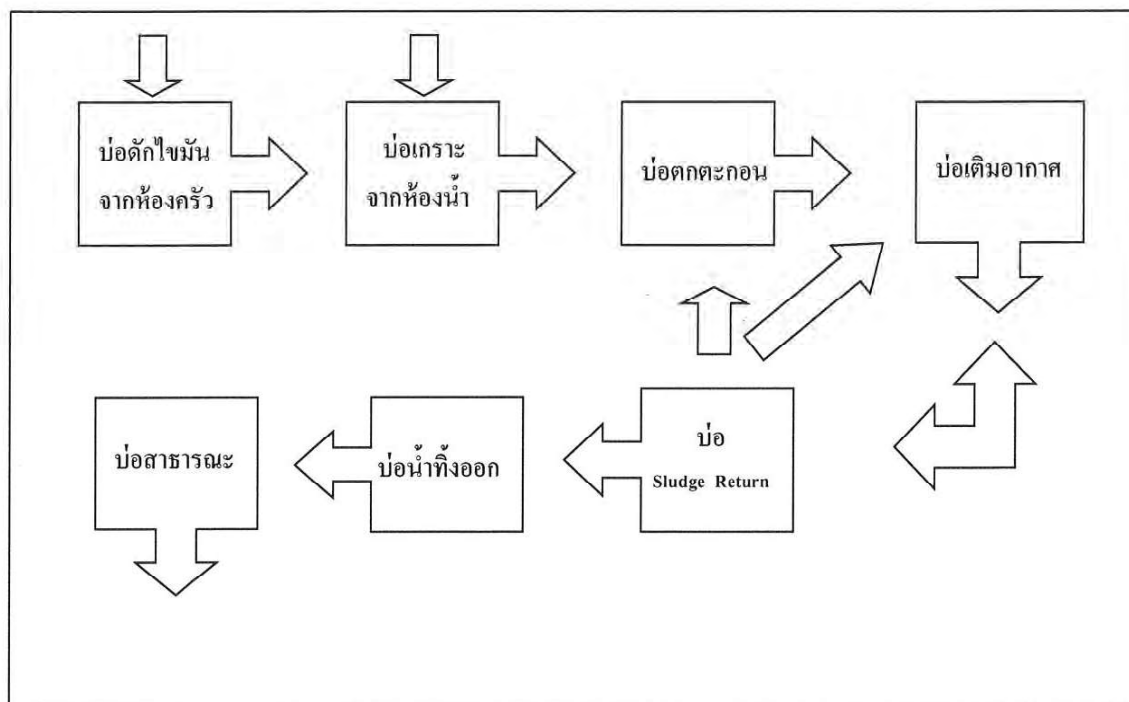 บ่อดักไขมัน
จากห้องครัว
บ่อเกราะ
จากห้องน้ำ
บ่อตกตะกอน
บ่อเติมอากาศ
บ่อสาธารณะ
บ่อน้ำทิ้งออก
บ่อ
Sludge Return